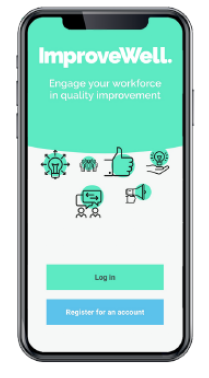 ImproveWell.
Engage your workforce
in quality improvement
Log In
Register for an account